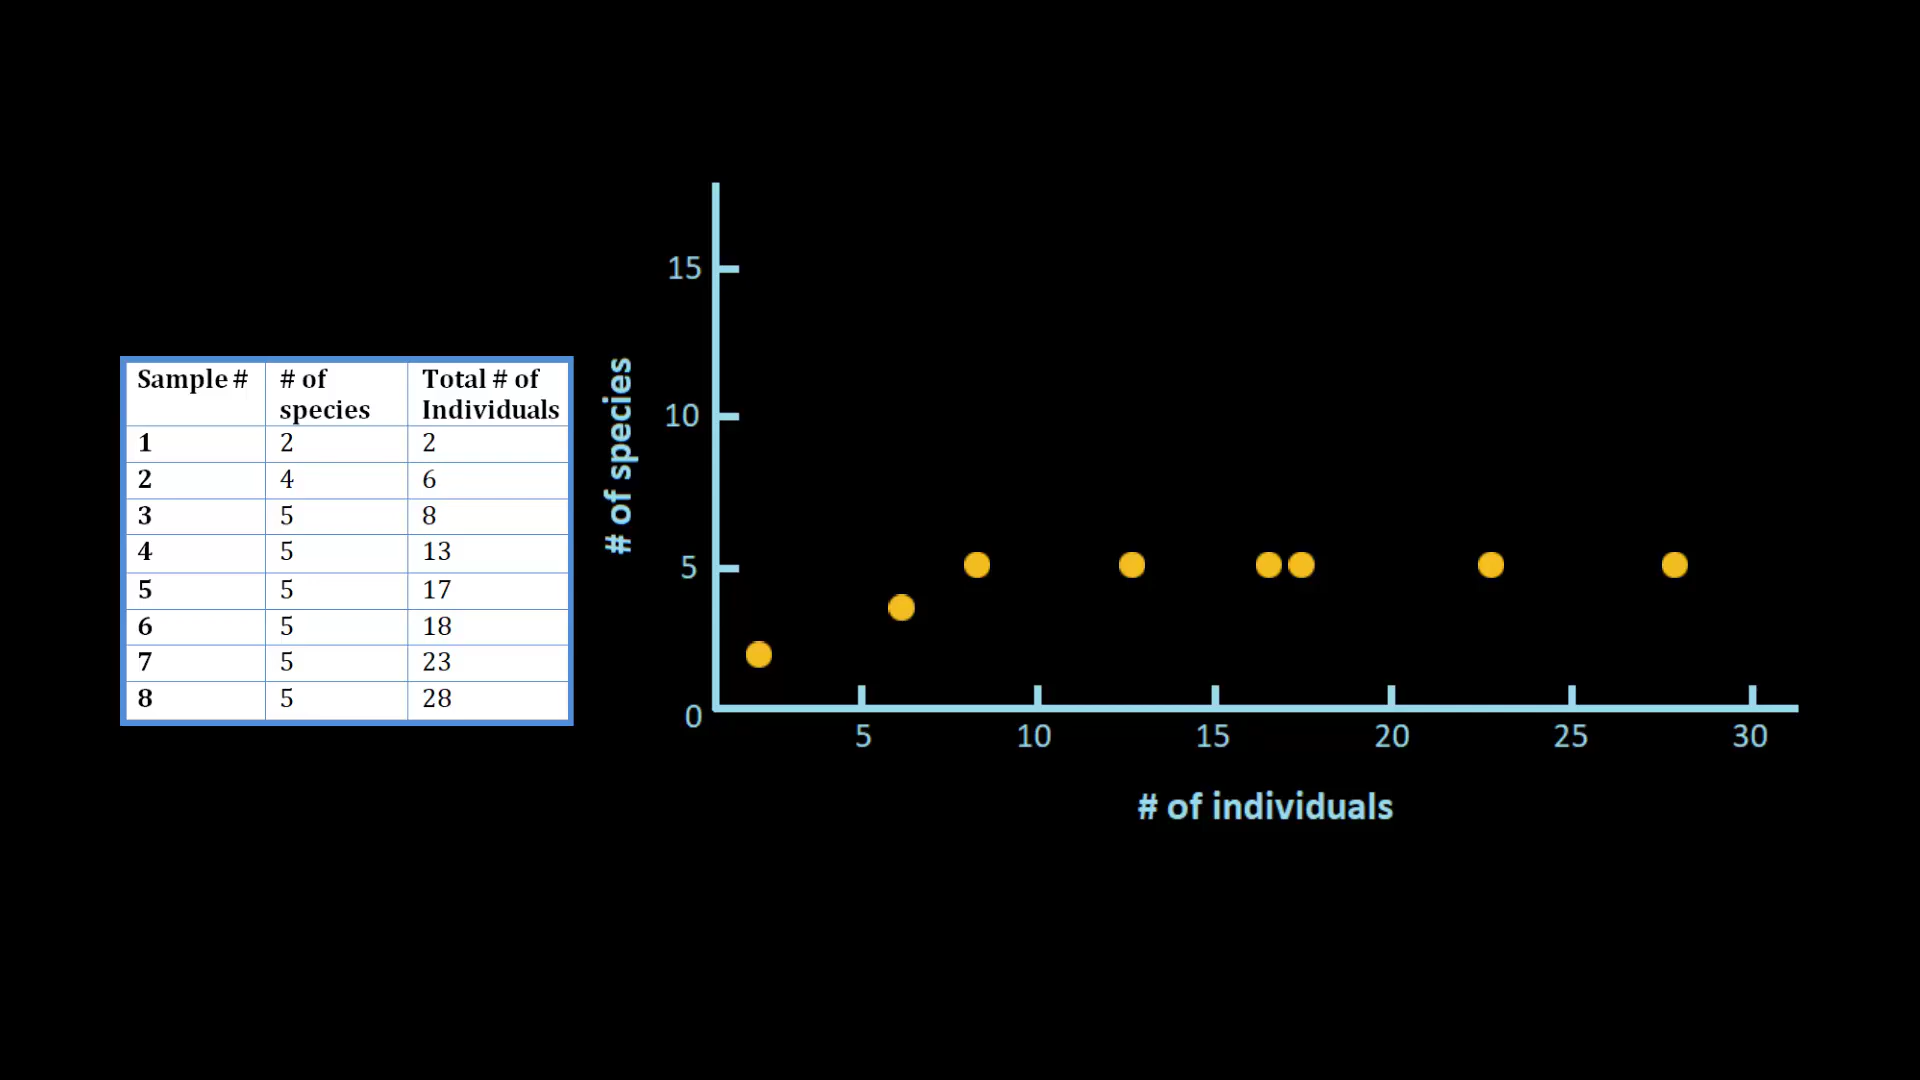 Sample # # of species Total # of Individuals
1 2 2
2 4 6
3 5 8
4 5 13
5 5 17
6 5 18
7 5 23
8 5 28
# of species
15
10
5
0
5 10 15 20 25 30
# of individuals